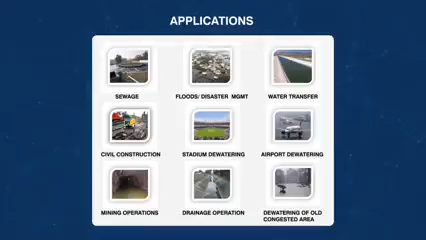 APPLICATIONS
SEWAGE
FLOODS/ DISASTER MGMT
WATER TRANSFER
CIVIL CONSTRUCTION
STADIUM DEWATERING
AIRPORT DEWATERING
MINING OPERATIONS
DRAINAGE OPERATION
DEWATERING OF OLD
CONGESTED AREA